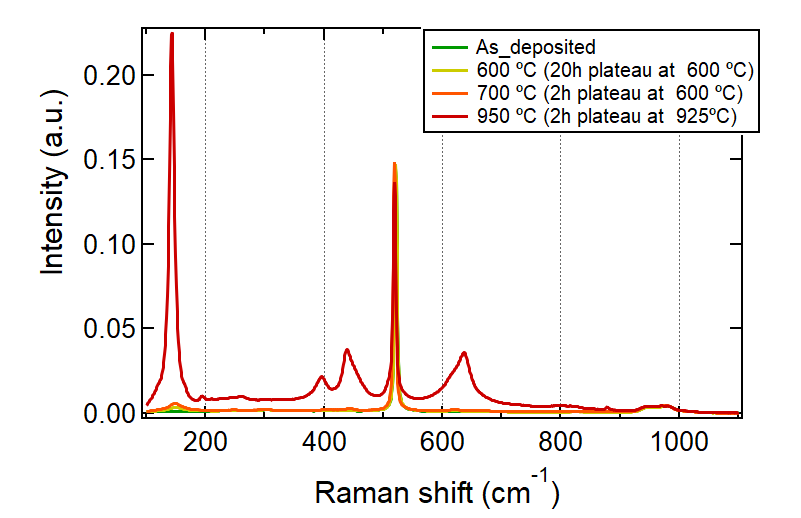 As_deposited
600 ºC (20h plateau at  600 ºC)
700 ºC (2h plateau at  600 ºC)
950 ºC (2h plateau at  925ºC)
0.20
0.15
0.10
0.05
0.00
Intensity (a.u.)
200 400 600 800 1000
Raman shift (cm⁻¹)